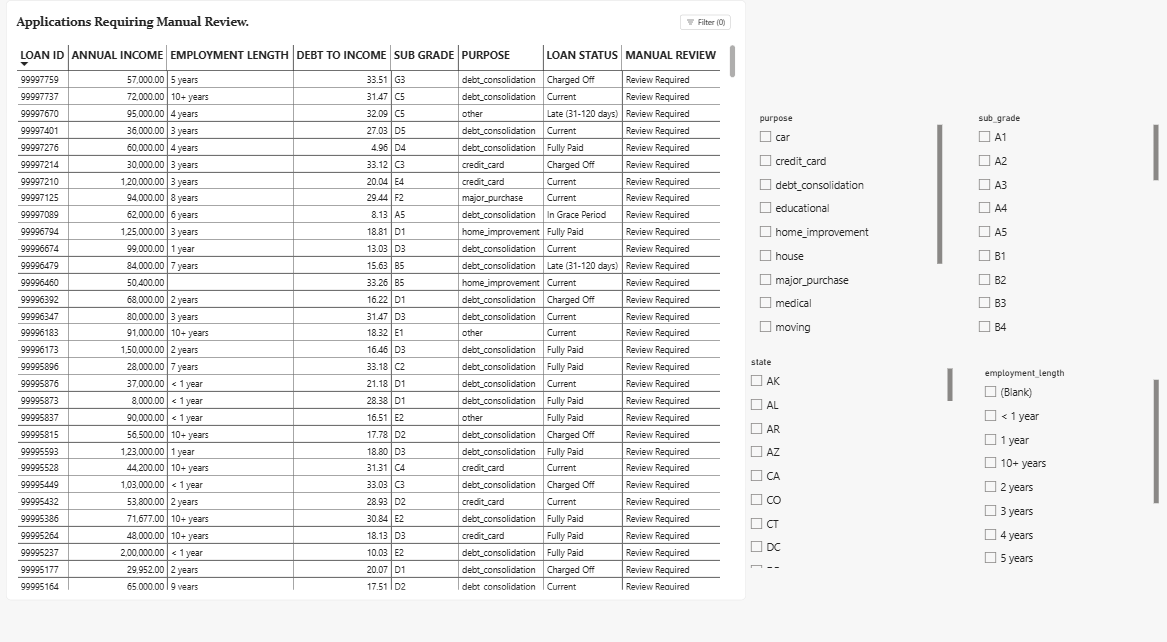 Applications Requiring Manual Review.
Filter (0)
LOAN ID ANNUAL INCOME EMPLOYMENT LENGTH DEBT TO INCOME SUB GRADE PURPOSE LOAN STATUS MANUAL REVIEW
99997759 57,000.00 5 years 33.51 G3 debt_consolidation Charged Off Review Required
99997737 72,000.00 10+ years 31.47 C5 debt_consolidation Current Review Required
99997670 95,000.00 4 years 32.09 C5 other Late (31-120 days) Review Required
99997401 36,000.00 3 years 27.03 D5 debt_consolidation Current Review Required
99997276 60,000.00 4 years 4.96 D4 debt_consolidation Fully Paid Review Required
99997214 30,000.00 3 years 33.12 C3 credit_card Charged Off Review Required
99997210 1,20,000.00 3 years 20.04 E4 credit_card Current Review Required
99997125 94,000.00 8 years 29.44 F2 major_purchase Current Review Required
99997089 62,000.00 6 years 8.13 A5 debt_consolidation In Grace Period Review Required
99996794 1,25,000.00 3 years 18.81 D1 home_improvement Fully Paid Review Required
99996674 99,000.00 1 year 13.03 D3 debt_consolidation Current Review Required
99996479 84,000.00 7 years 15.63 B5 debt_consolidation Late (31-120 days) Review Required
99996460 50,400.00 33.26 B5 home_improvement Current Review Required
99996392 68,000.00 2 years 16.22 D1 debt_consolidation Charged Off Review Required
99996347 80,000.00 3 years 31.47 D3 debt_consolidation Current Review Required
99996183 91,000.00 10+ years 18.32 E1 other Current Review Required
99996173 1,50,000.00 2 years 16.46 D3 debt_consolidation Fully Paid Review Required
99995896 28,000.00 7 years 33.18 C2 debt_consolidation Fully Paid Review Required
99995876 37,000.00 < 1 year 21.18 D1 debt_consolidation Current Review Required
99995873 8,000.00 < 1 year 28.38 D1 debt_consolidation Fully Paid Review Required
99995837 90,000.00 < 1 year 16.51 E2 other Fully Paid Review Required
99995815 56,500.00 10+ years 17.78 D2 debt_consolidation Charged Off Review Required
99995593 1,23,000.00 1 year 18.80 D3 debt_consolidation Fully Paid Review Required
99995528 44,200.00 10+ years 31.31 C4 credit_card Current Review Required
99995449 1,03,000.00 < 1 year 33.03 C3 debt_consolidation Charged Off Review Required
99995432 53,800.00 2 years 28.93 D2 credit_card Current Review Required
99995386 71,677.00 10+ years 30.84 E2 debt_consolidation Fully Paid Review Required
99995264 48,000.00 10+ years 18.13 D3 credit_card Fully Paid Review Required
99995237 2,00,000.00 < 1 year 10.03 E2 debt_consolidation Fully Paid Review Required
99995177 29,952.00 2 years 20.07 D1 debt_consolidation Charged Off Review Required
99995164 65,000.00 9 years 17.51 D2 debt_consolidation Current Review Required
purpose
car
credit_card
debt_consolidation
educational
home_improvement
house
major_purchase
medical
moving
sub_grade
A1
A2
A3
A4
A5
B1
B2
B3
B4
state
AK
AL
AR
AZ
CA
CO
CT
DC
employment_length
(Blank)
< 1 year
1 year
10+ years
2 years
3 years
4 years
5 years